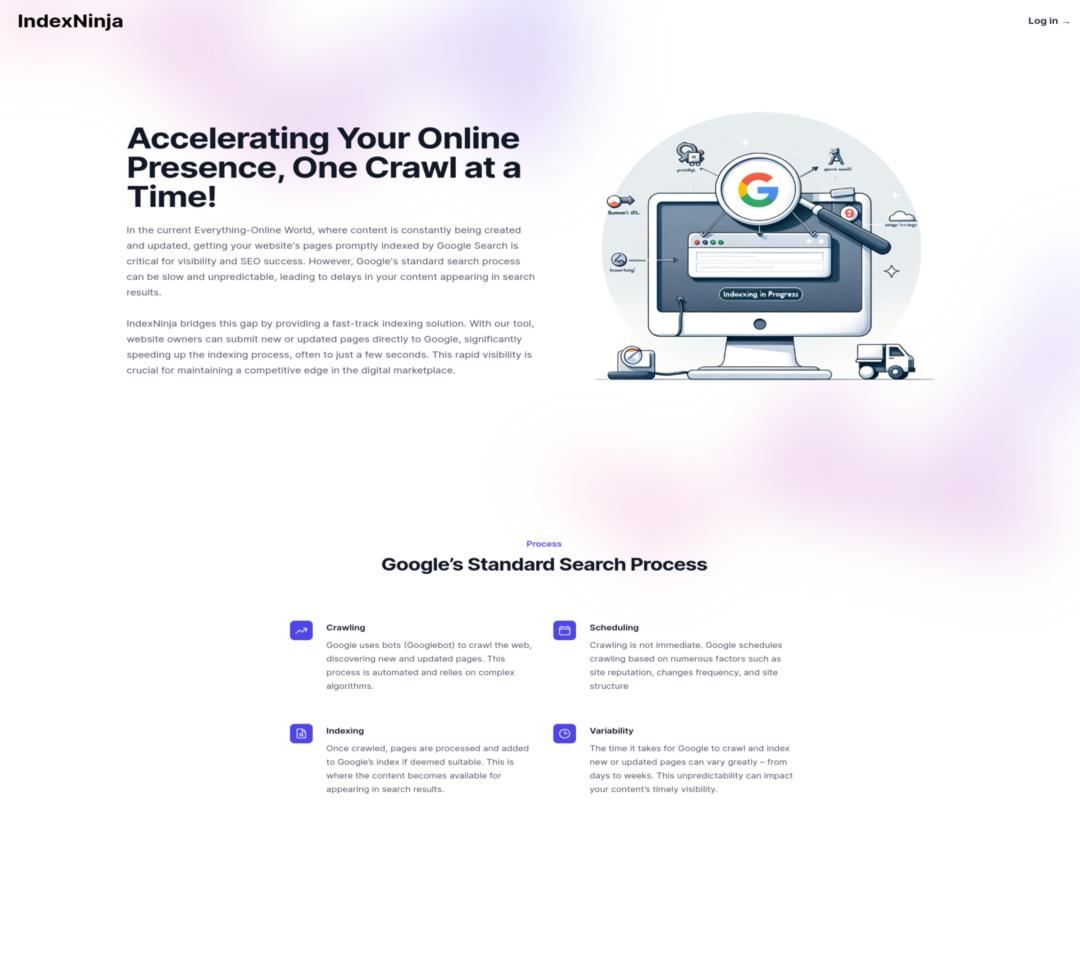 IndexNinja
Log in →
Accelerating Your Online
Presence, One Crawl at a
Time!
In the current Everything-Online World, where content is constantly being created
and updated, getting your website's pages promptly indexed by Google Search is
critical for visibility and SEO success. However, Google's standard search process
can be slow and unpredictable, leading to delays in your content appearing in search
results.
IndexNinja bridges this gap by providing a fast-track indexing solution. With our tool,
website owners can submit new or updated pages directly to Google, significantly
speeding up the indexing process, often to just a few seconds. This rapid visibility is
crucial for maintaining a competitive edge in the digital marketplace.
G
Indexxing in Progress
Process
Google's Standard Search Process
Crawling
Google uses bots (Googlebot) to crawl the web,
discovering new and updated pages. This
process is automated and relies on complex
algorithms.
Scheduling
Crawling is not immediate. Google schedules
crawling based on numerous factors such as
site reputation, changes frequency, and site
structure
Indexing
Once crawled, pages are processed and added
to Google's index if deemed suitable. This is
where the content becomes available for
appearing in search results.
Variability
The time it takes for Google to crawl and index
new or updated pages can vary greatly – from
days to weeks. This unpredictability can impact
your content's timely visibility.